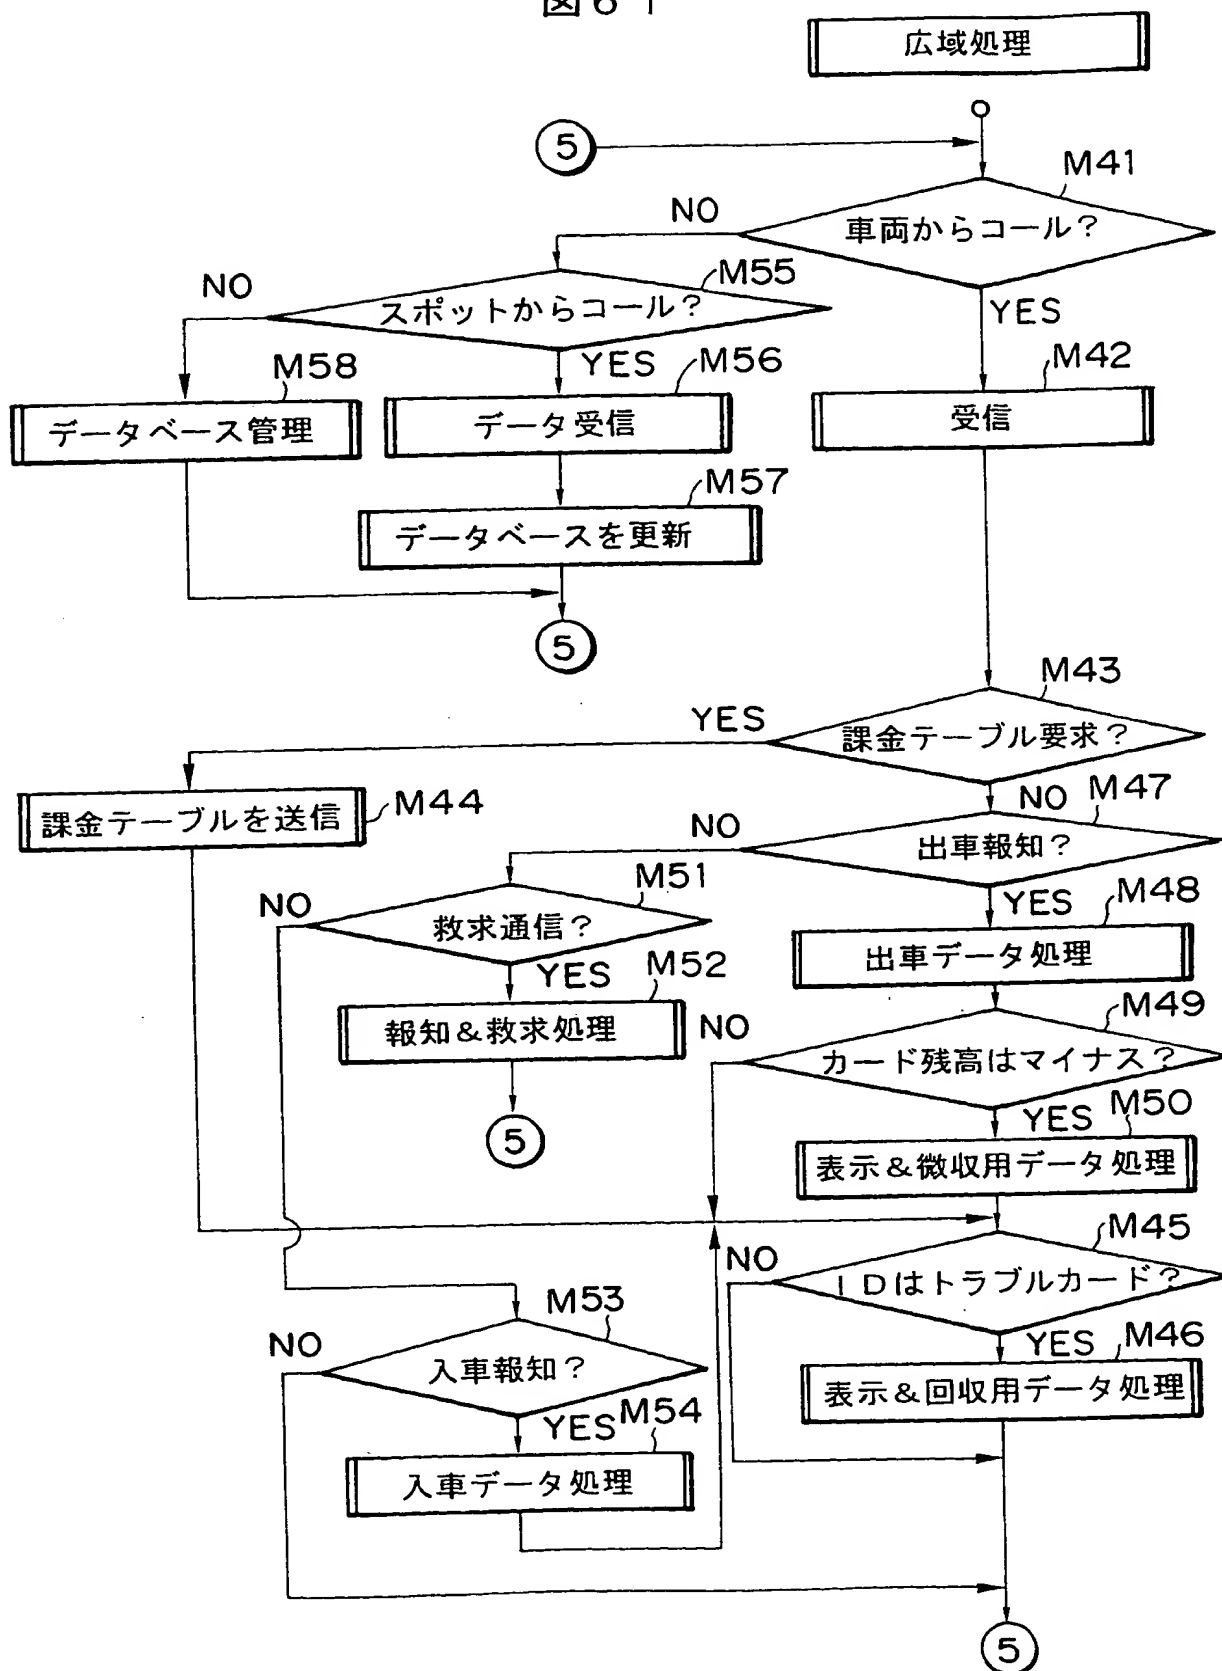 図61
広域処理
5
M41
車両からコール?
NO
YES
M55
スポットからコール?
NO
YES
M58
データベース管理
M56
データ受信
M42
受信
M57
データベースを更新
5
M43
課金テーブル要求?
YES
NO
M44
課金テーブルを送信
M47
出車報知?
NO
YES
M51
救求通信?
NO
YES
M48
出車データ処理
M52
報知&救求処理
5
M49
カード残高はマイナス?
NO
YES
M50
表示&微収用データ処理
M45
IDはトラブルカード?
NO
YES
M46
表示&回収用データ処理
M53
入車報知?
NO
YES
M54
入車データ処理
5